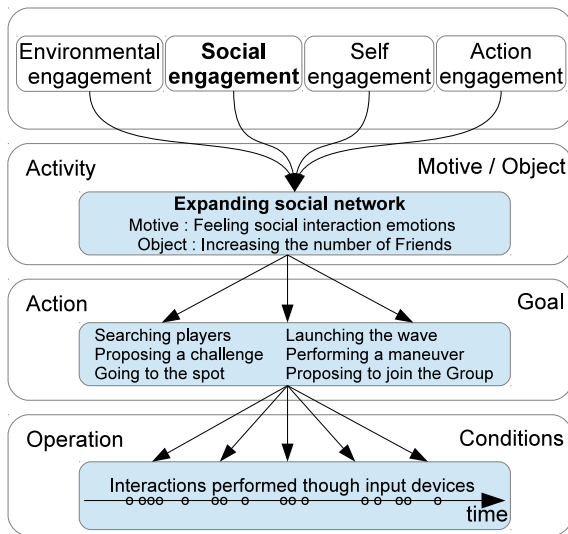 Environmental engagement
Social engagement
Self engagement
Action engagement
Activity
Motive / Object
Expanding social network
Motive : Feeling social interaction emotions
Object : Increasing the number of Friends
Action
Goal
Searching players
Proposing a challenge
Going to the spot
Launching the wave
Performing a maneuver
Proposing to join the Group
Operation
Conditions
Interactions performed though input devices
time